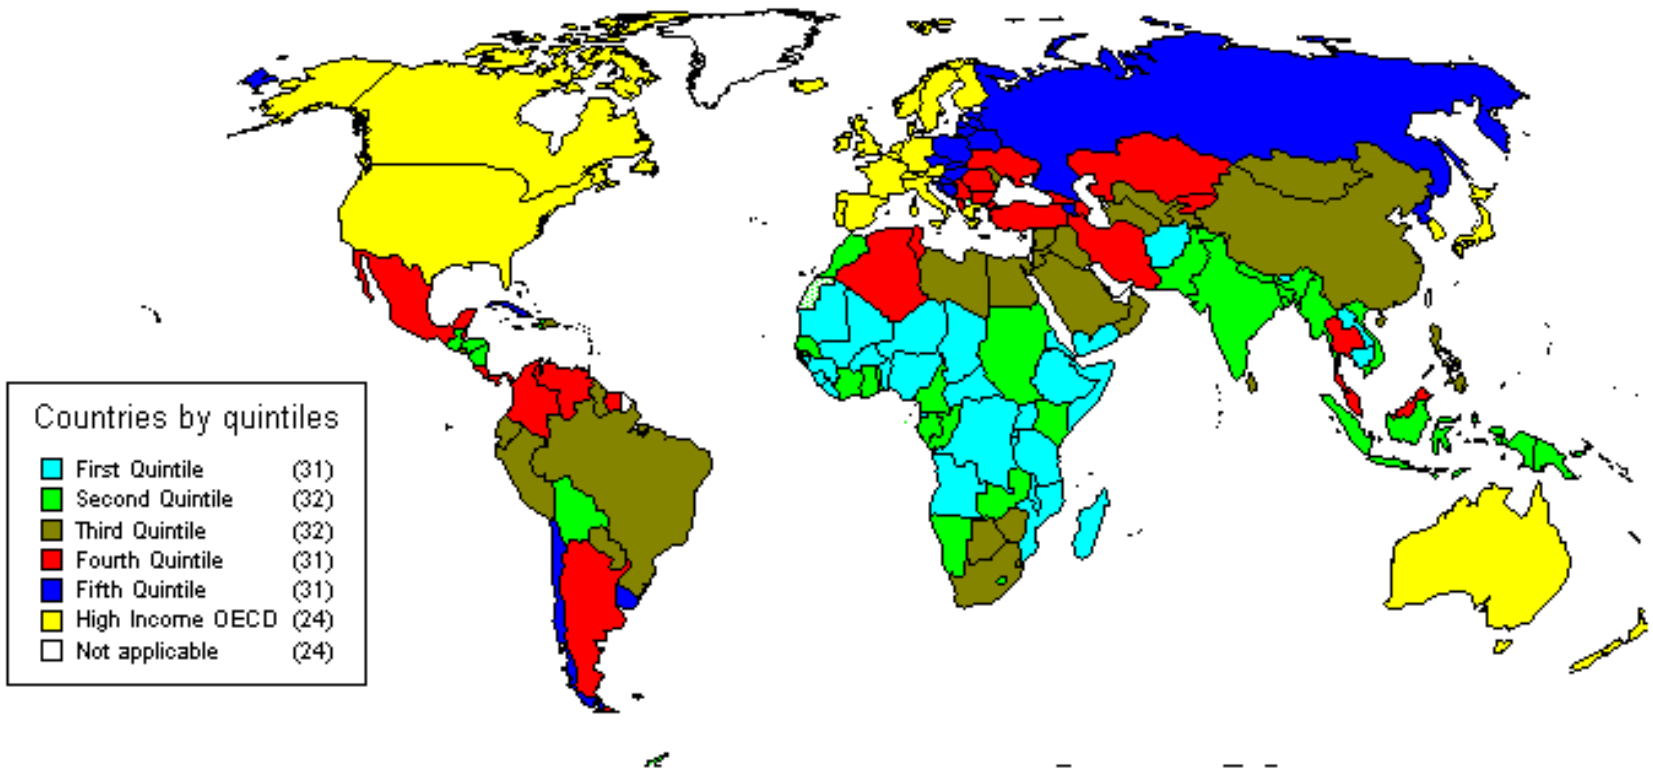 Countries by quintiles
First Quintile (31)
Second Quintile (32)
Third Quintile (32)
Fourth Quintile (31)
Fifth Quintile (31)
High Income OECD (24)
Not applicable (24)